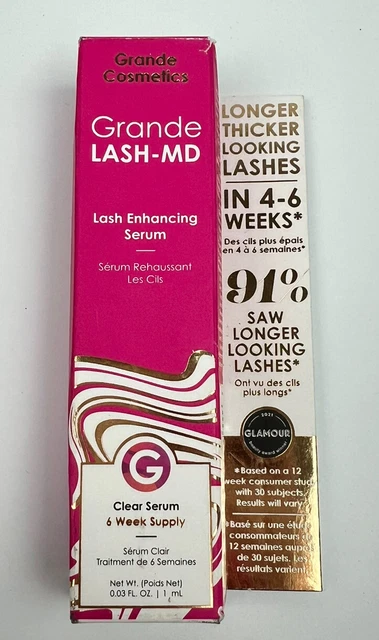 Grande
Cosmetics
Grande
LASH-MD
Lash Enhancing
Serum
Sérum Rehaussant
Les Cils
G
Clear Serum
6 Week Supply
Sérum Clair
Traitment de 6 Semaines
Net Wt. (Poids Net)
0.03 FL. OZ. | 1 mL
LONGER
THICKER
LOOKING
LASHES
IN 4-6
WEEKS*
Des cils plus épais
en 4 à 6 semaines*
91%
SAW
LONGER
LOOKING
LASHES*
Ont vu des cils
plus longs*
2021
GLAMOUR
beauty award winner
*Based on a 12
week consumer
with 30 subjects.
Results will vary
*Basé sur une
consommateurs
12 semaines
de 30 sujets. Les
résultats varient